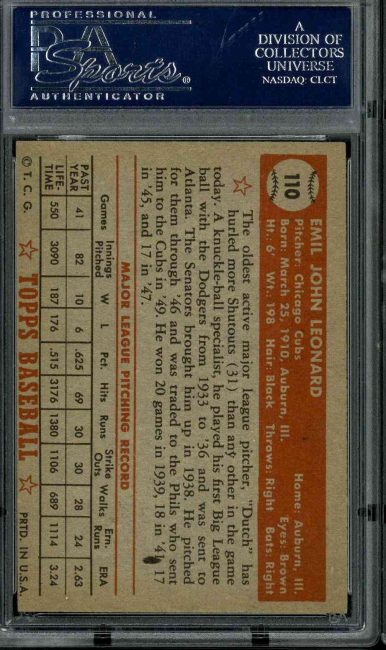 PROFESSIONAL
PSA
Sports®
AUTHENTICATOR
A
DIVISION OF
COLLECTORS
UNIVERSE
NASDAQ: CLCT
110
EMIL JOHN LEONARD
Pitcher: Chicago Cubs Home: Auburn, Ill.
Born: March 25, 1910, Auburn, Ill. Eyes: Brown
Ht.: 6 Wt.: 198 Hair: Black Throws: Right Bats: Right
The oldest active major league pitcher, "Dutch" has
hurled more Shutouts (31) than any other in the game
today. A knuckle-ball specialist, he played his first Big League
ball with the Dodgers from 1933 to '36 and was sent to
Atlanta. The Senators brought him up in 1938. He pitched
for them through '46 and was traded to the Phils who sent
him to the Cubs in '49. He won 20 games in 1939, 18 in '41, 17
in '45, and 17 in '47.
MAJOR LEAGUE PITCHING RECORD
Games Innings Pitched W L Pct. Hits Runs Strike Outs Walks Ern. Runs ERA
PAST YEAR 41 82 10 6 .625 69 30 30 28 24 2.63
LIFE-TIME 550 3090 187 176 .515 3176 1380 1106 689 1114 3.24
© T.C.G. TOPPS BASEBALL PRTD. IN U.S.A.